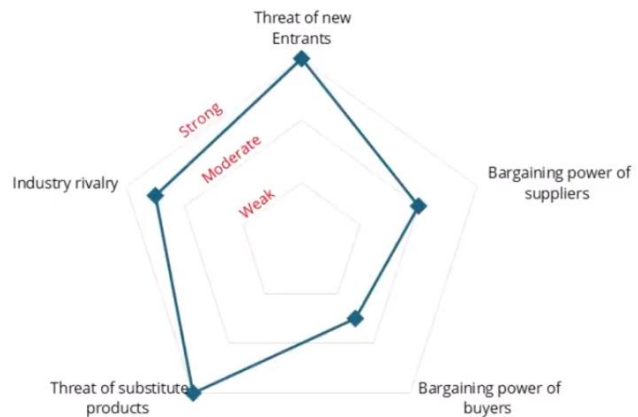 Threat of new
Entrants
Strong
Moderate
Weak
Industry rivalry
Bargaining power of
suppliers
Threat of substitute
products
Bargaining power of
buyers